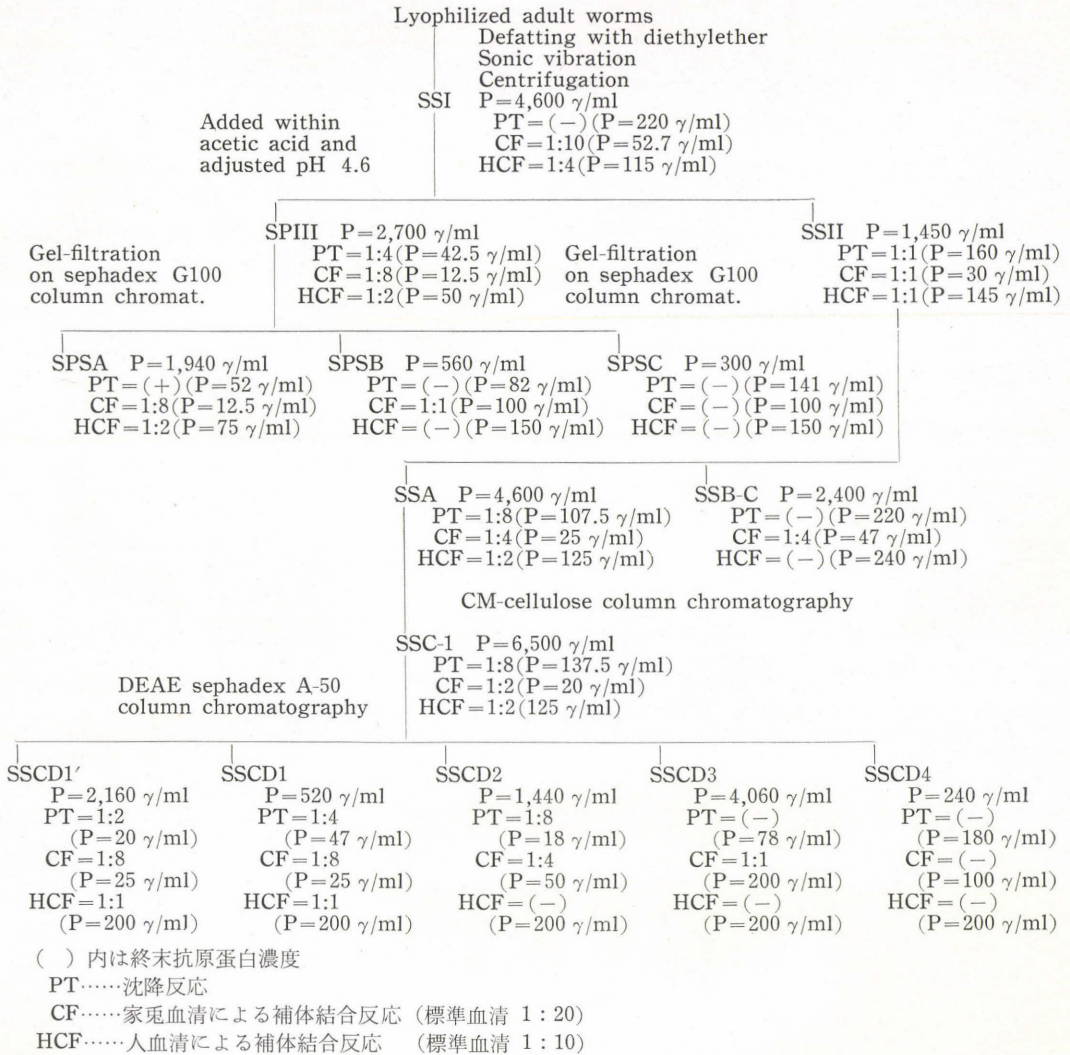 Lyophilized adult worms
Defatting with diethylether
Sonic vibration
Centrifugation
SSI P=4,600 γ/ml
PT=(−)(P=220 γ/ml)
CF=1:10(P=52.7 γ/ml)
HCF=1:4(P=115 γ/ml)
Added within
acetic acid and
adjusted pH 4.6
SPIII P=2,700 γ/ml
PT=1:4(P=42.5 γ/ml)
CF=1:8(P=12.5 γ/ml)
HCF=1:2(P=50 γ/ml)
SSII P=1,450 γ/ml
PT=1:1(P=160 γ/ml)
CF=1:1(P=30 γ/ml)
HCF=1:1(P=145 γ/ml)
Gel-filtration
on sephadex G100
column chromat.
Gel-filtration
on sephadex G100
column chromat.
SPSA P=1,940 γ/ml
PT=(+)(P=52 γ/ml)
CF=1:8(P=12.5 γ/ml)
HCF=1:2(P=75 γ/ml)
SPSB P=560 γ/ml
PT=(−)(P=82 γ/ml)
CF=1:1(P=100 γ/ml)
HCF=(−)(P=150 γ/ml)
SPSC P=300 γ/ml
PT=(−)(P=141 γ/ml)
CF=(−)(P=100 γ/ml)
HCF=(−)(P=150 γ/ml)
SSA P=4,600 γ/ml
PT=1:8(P=107.5 γ/ml)
CF=1:4(P=25 γ/ml)
HCF=1:2(P=125 γ/ml)
SSB-C P=2,400 γ/ml
PT=(−)(P=220 γ/ml)
CF=1:4(P=47 γ/ml)
HCF=(−)(P=240 γ/ml)
CM-cellulose column chromatography
SSC-1 P=6,500 γ/ml
PT=1:8(P=137.5 γ/ml)
CF=1:2(P=20 γ/ml)
HCF=1:2(125 γ/ml)
DEAE sephadex A-50
column chromatography
SSCD1′
P=2,160 γ/ml
PT=1:2
(P=20 γ/ml)
CF=1:8
(P=25 γ/ml)
HCF=1:1
(P=200 γ/ml)
SSCD1
P=520 γ/ml
PT=1:4
(P=47 γ/ml)
CF=1:8
(P=25 γ/ml)
HCF=1:1
(P=200 γ/ml)
SSCD2
P=1,440 γ/ml
PT=1:8
(P=18 γ/ml)
CF=1:4
(P=50 γ/ml)
HCF=(−)
(P=200 γ/ml)
SSCD3
P=4,060 γ/ml
PT=(−)
(P=78 γ/ml)
CF=1:1
(P=200 γ/ml)
HCF=(−)
(P=200 γ/ml)
SSCD4
P=240 γ/ml
PT=(−)
(P=180 γ/ml)
CF=(−)
(P=100 γ/ml)
HCF=(−)
(P=200 γ/ml)
（ ）内は終末抗原蛋白濃度
PT……沈降反応
CF……家兎血清による補体結合反応（標準血清 1：20）
HCF……人血清による補体結合反応 （標準血清 1：10）